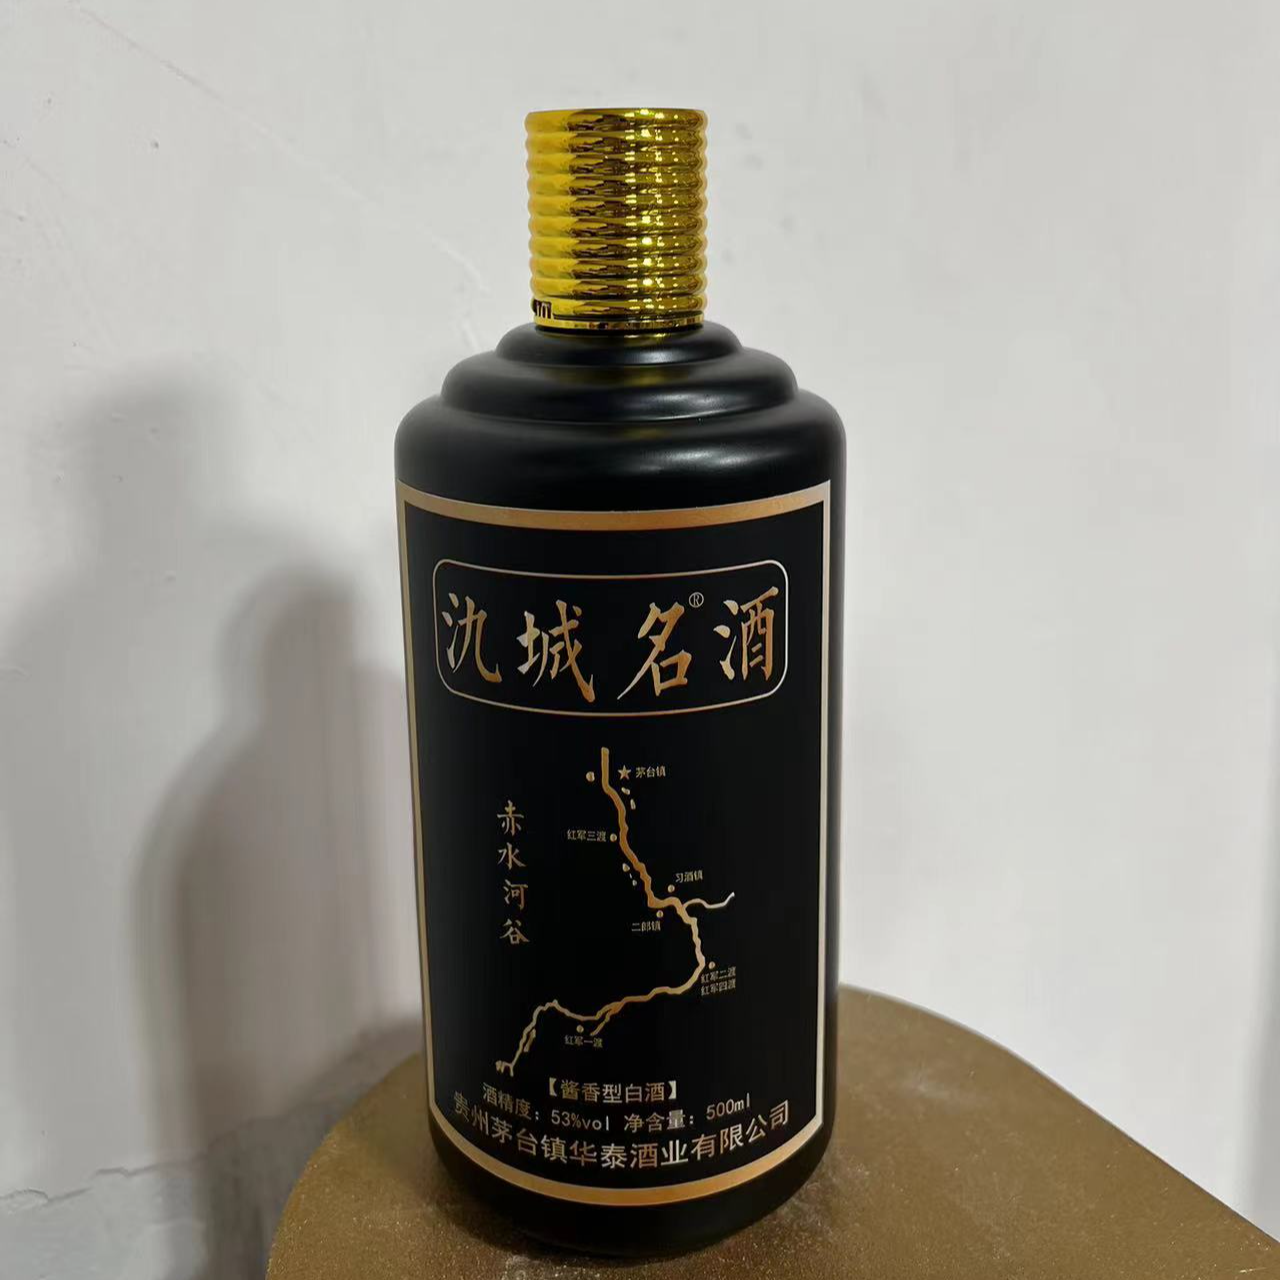 氿城名酒®
赤水河谷
茅台镇
红军三渡
习酒镇
二郎镇
红军二渡
红军四渡
红军一渡
【酱香型白酒】
酒精度：53%vol 净含量：500ml
贵州茅台镇华泰酒业有限公司